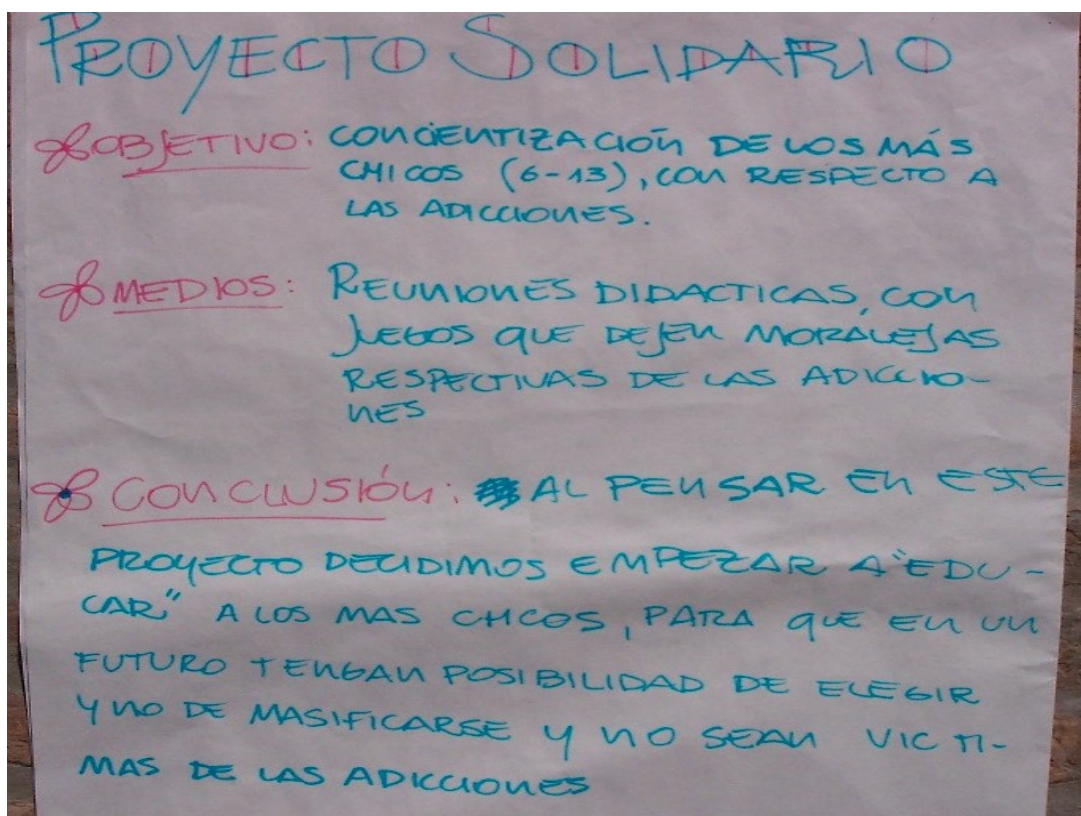 PROYECTO SOLIDARIO
OBJETIVO: CONCIENTIZACIÓN DE LOS MÁS
CHICOS (6-13), CON RESPECTO A
LAS ADICCIONES.
MEDIOS: REUNIONES DIDACTICAS, CON
JUEGOS QUE DEJEN MORALEJAS
RESPECTIVAS DE LAS ADICCIO-
NES
CONCLUSIÓN: AL PENSAR EN ESTE
PROYECTO DECIDIMOS EMPEZAR A "EDU-
CAR" A LOS MAS CHICOS, PARA QUE EN UN
FUTURO TENGAN POSIBILIDAD DE ELEGIR
Y NO DE MASIFICARSE Y NO SEAN VICTI-
MAS DE LAS ADICCIONES